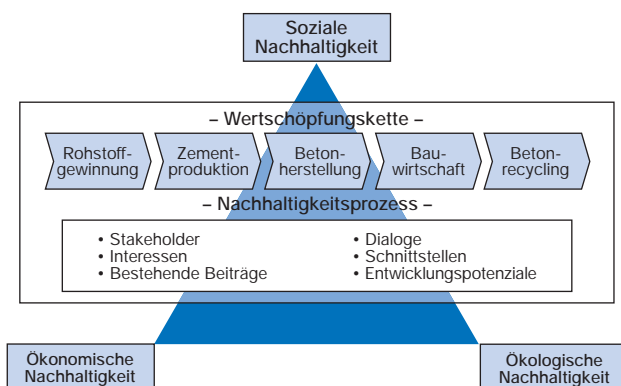 Soziale
Nachhaltigkeit
– Wertschöpfungskette –
Rohstoff-
gewinnung
Zement-
produktion
Beton-
herstellung
Bau-
wirtschaft
Beton-
recycling
– Nachhaltigkeitsprozess –
• Stakeholder
• Interessen
• Bestehende Beiträge
• Dialoge
• Schnittstellen
• Entwicklungspotenziale
Ökonomische
Nachhaltigkeit
Ökologische
Nachhaltigkeit